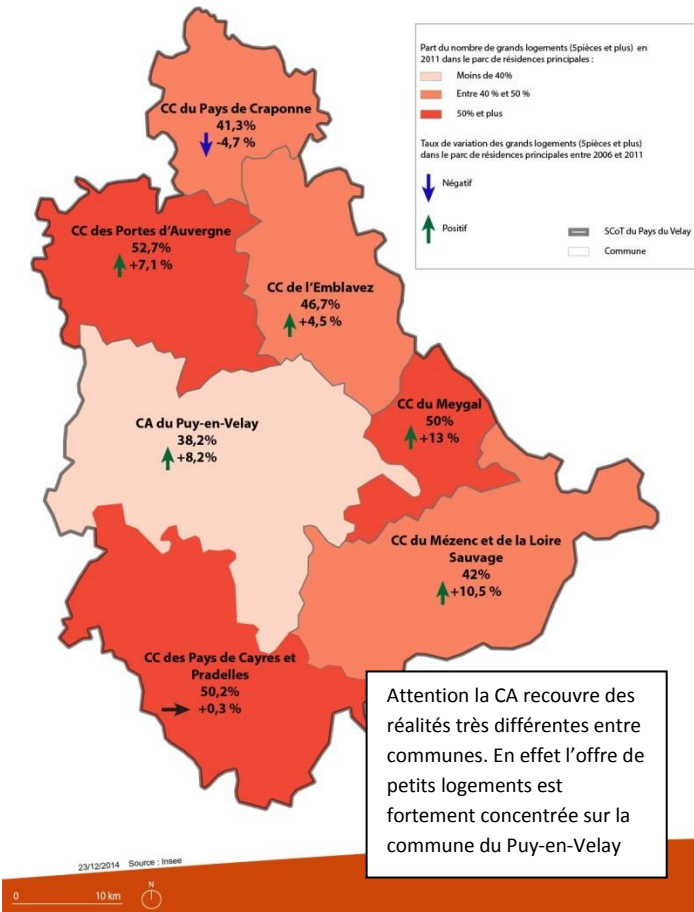 Part du nombre de grands logements (5pièces et plus) en
2011 dans le parc de résidences principales :
Moins de 40%
Entre 40 % et 50 %
50% et plus
Taux de variation des grands logements (5pièces et plus)
dans le parc de résidences principales entre 2006 et 2011
Négatif
Positif
SCoT du Pays du Velay
Commune
CC du Pays de Craponne
41,3%
-4,7 %
CC des Portes d'Auvergne
52,7%
+7,1 %
CC de l'Emblavez
46,7%
+4,5 %
CA du Puy-en-Velay
38,2%
+8,2%
CC du Meygal
50%
+13 %
CC du Mézenc et de la Loire
Sauvage
42%
+10,5 %
CC des Pays de Cayres et
Pradelles
50,2%
+0,3 %
Attention la CA recouvre des
réalités très différentes entre
communes. En effet l'offre de
petits logements est
fortement concentrée sur la
commune du Puy-en-Velay
23/12/2014 Source : Insee
0 10 km N